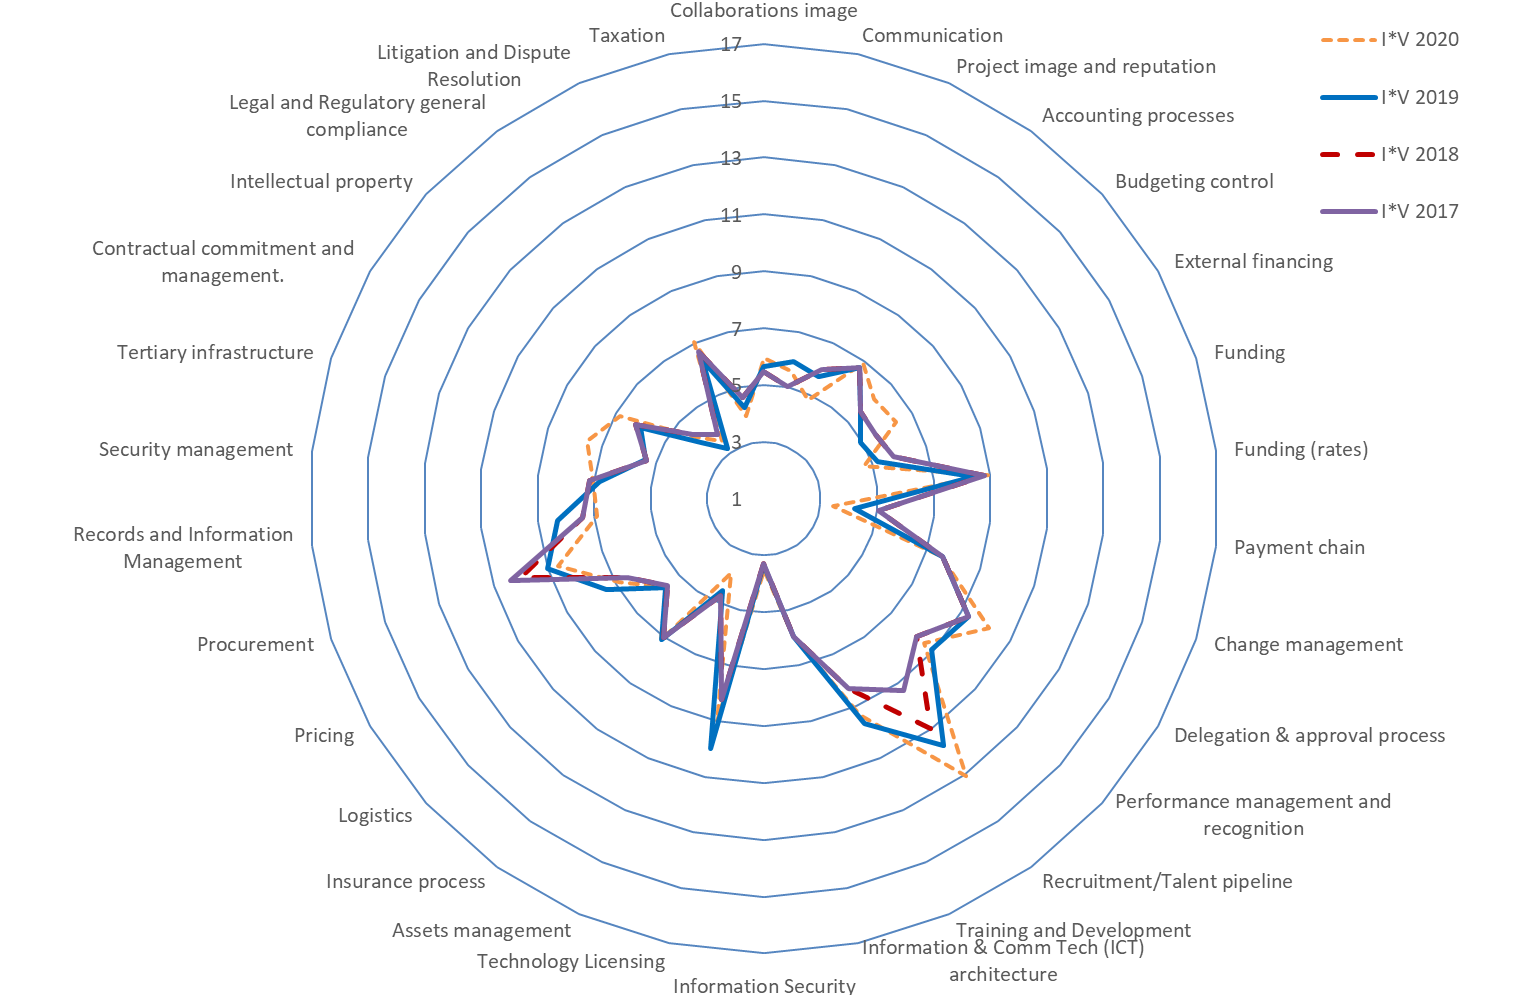 Collaborations image
Communication
Project image and reputation
Accounting processes
Budgeting control
External financing
Funding
Funding (rates)
Payment chain
Change management
Delegation & approval process
Performance management and
recognition
Recruitment/Talent pipeline
Training and Development
Information & Comm Tech (ICT)
architecture
Information Security
Technology Licensing
Assets management
Insurance process
Logistics
Pricing
Procurement
Records and Information
Management
Security management
Tertiary infrastructure
Contractual commitment and
management.
Intellectual property
Legal and Regulatory general
compliance
Litigation and Dispute
Resolution
Taxation
17
15
13
11
9
7
5
3
1
I*V 2020
I*V 2019
I*V 2018
I*V 2017